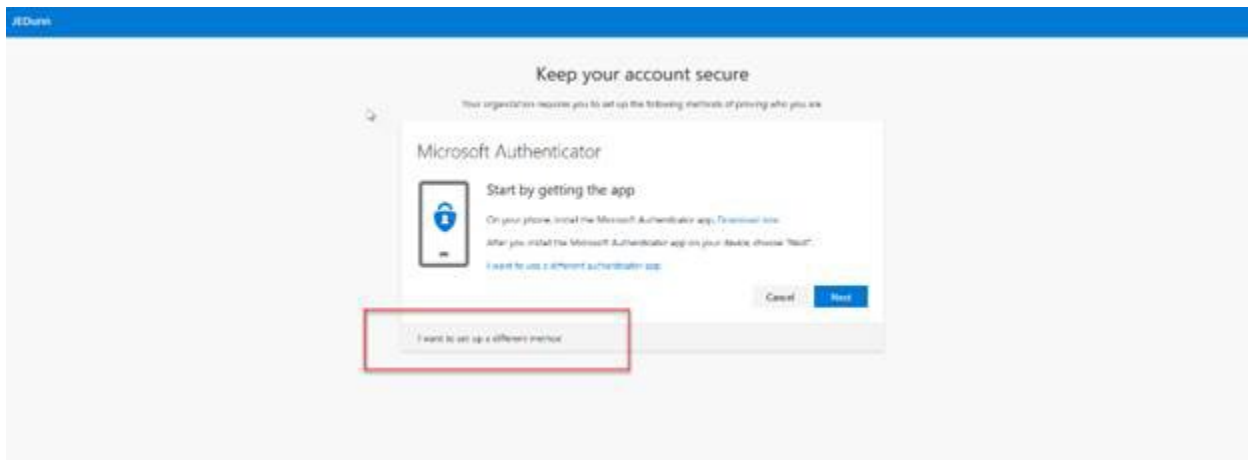 JEDunn
Keep your account secure
Your organization requires you to set up the following methods of proving who you are
Microsoft Authenticator
Start by getting the app
On your phone, install the Microsoft Authenticator app. Download now
After you install the Microsoft Authenticator app on your device, choose "Next".
I want to use a different authenticator app
Cancel Next
I want to set up a different method